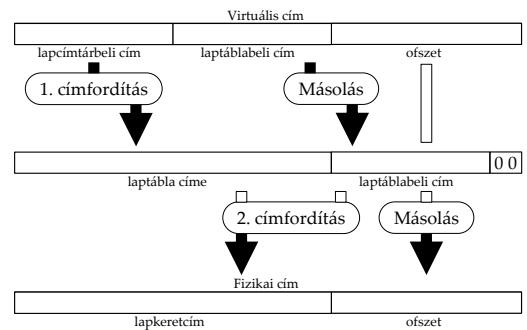 Virtuális cím
lapcímtárbeli cím laptáblabeli cím ofszet
1. címfordítás Másolás
0 0
laptábla címe laptáblabeli cím
2. címfordítás Másolás
Fizikai cím
lapkeretcím ofszet